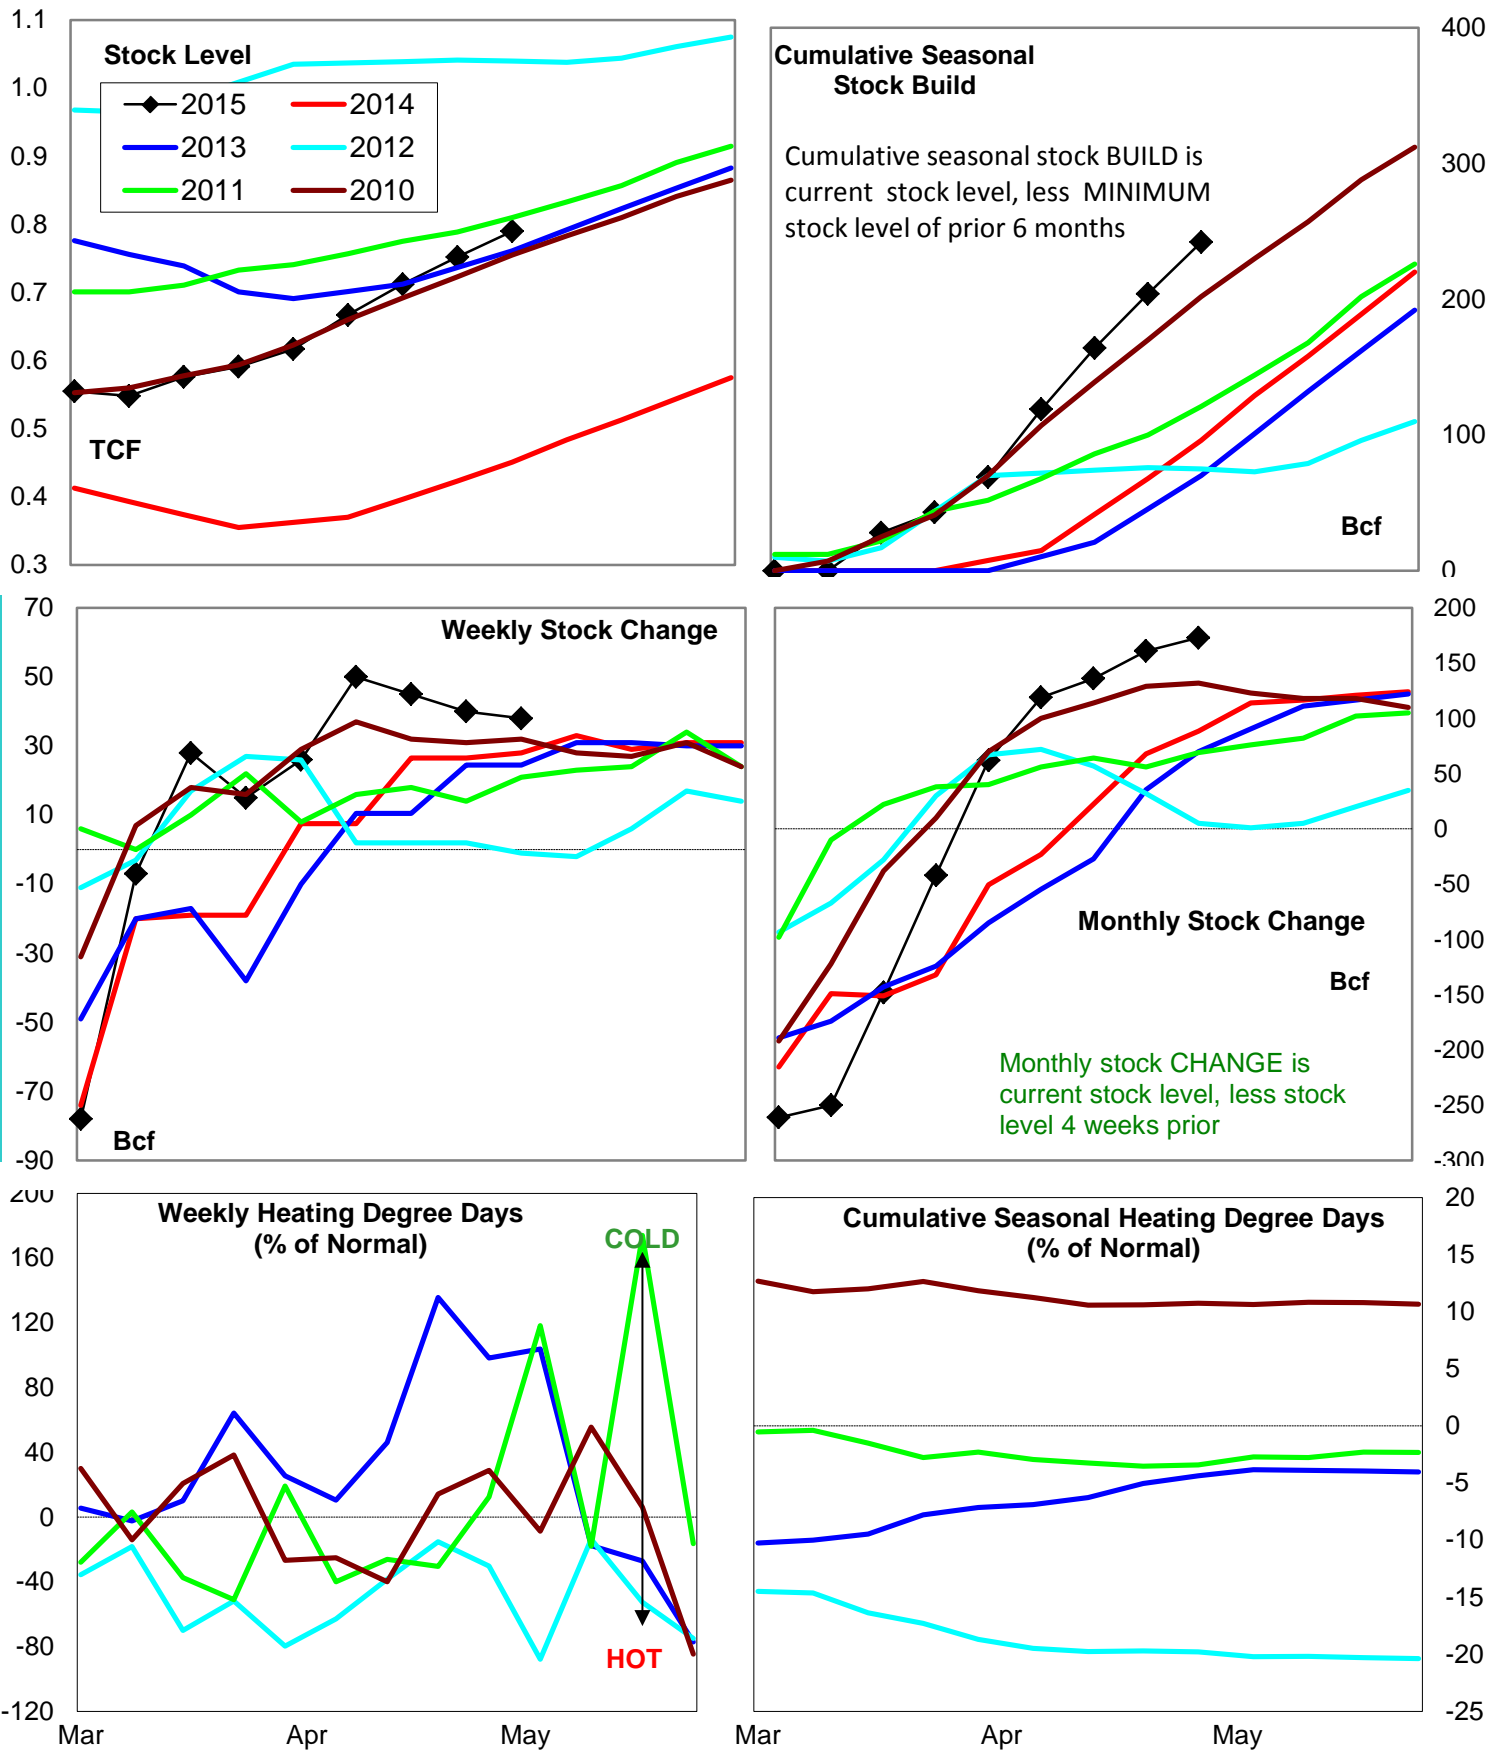 Stock Level
2015
2014
2013
2012
2011
2010
TCF
1.1
1.0
0.9
0.8
0.7
0.6
0.5
0.4
0.3
Cumulative Seasonal
Stock Build
Cumulative seasonal stock BUILD is
current stock level, less MINIMUM
stock level of prior 6 months
Bcf
400
300
200
100
0
Weekly Stock Change
Bcf
70
50
30
10
-10
-30
-50
-70
-90
Monthly Stock Change
Bcf
Monthly stock CHANGE is
current stock level, less stock
level 4 weeks prior
200
150
100
50
0
-50
-100
-150
-200
-250
-300
Weekly Heating Degree Days
(% of Normal)
COLD
HOT
200
160
120
80
40
0
-40
-80
-120
Mar
Apr
May
Cumulative Seasonal Heating Degree Days
(% of Normal)
20
15
10
5
0
-5
-10
-15
-20
-25
Mar
Apr
May